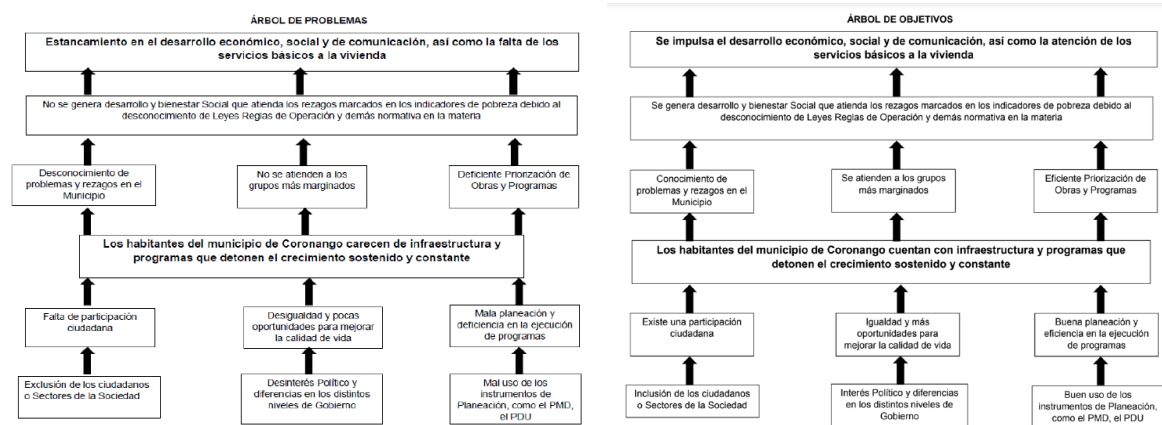 ÁRBOL DE PROBLEMAS
Estancamiento en el desarrollo económico, social y de comunicación, así como la falta de los
servicios básicos a la vivienda
No se genera desarrollo y bienestar Social que atienda los rezagos marcados en los indicadores de pobreza debido al
desconocimiento de Leyes Reglas de Operación y demás normativa en la materia
Desconocimiento de
problemas y rezagos en el
Municipio
No se atienden a los
grupos más marginados
Deficiente Priorización de
Obras y Programas
Los habitantes del municipio de Coronango carecen de infraestructura y
programas que detonen el crecimiento sostenido y constante
Falta de participación
ciudadana
Desigualdad y pocas
oportunidades para mejorar
la calidad de vida
Mala planeación y
deficiencia en la ejecución
de programas
Exclusión de los ciudadanos
o Sectores de la Sociedad
Desinterés Político y
diferencias en los distintos
niveles de Gobierno
Mal uso de los
instrumentos de
Planeación, como el PMD,
el PDU
ÁRBOL DE OBJETIVOS
Se impulsa el desarrollo económico, social y de comunicación, así como la atención de los
servicios básicos a la vivienda
Se genera desarrollo y bienestar Social que atienda los rezagos marcados en los indicadores de pobreza debido al
desconocimiento de Leyes Reglas de Operación y demás normativa en la materia
Conocimiento de
problemas y rezagos en el
Municipio
Se atienden a los
grupos más marginados
Eficiente Priorización de
Obras y Programas
Los habitantes del municipio de Coronango cuentan con infraestructura y programas que
detonen el crecimiento sostenido y constante
Existe una participación
ciudadana
Igualdad y más
oportunidades para
mejorar la calidad de vida
Buena planeación y
eficiencia en la ejecución
de programas
Inclusión de los ciudadanos
o Sectores de la Sociedad
Interés Político y diferencias
en los distintos niveles de
Gobierno
Buen uso de los
instrumentos de Planeación,
como el PMD, el PDU